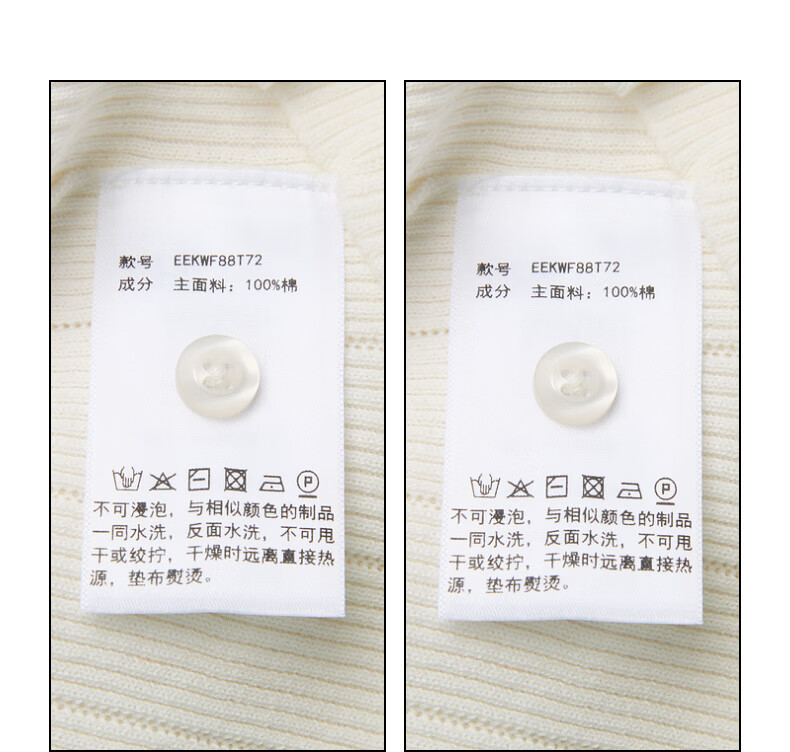 款号 EEKWF88T72
成分 主面料：100%棉
P
不可浸泡，与相似颜色的制品
一同水洗，反面水洗，不可甩
干或绞拧，干燥时远离直接热
源，垫布熨烫。
款号 EEKWF88T72
成分 主面料：100%棉
P
不可浸泡，与相似颜色的制品
一同水洗，反面水洗，不可甩
干或绞拧，干燥时远离直接热
源，垫布熨烫。